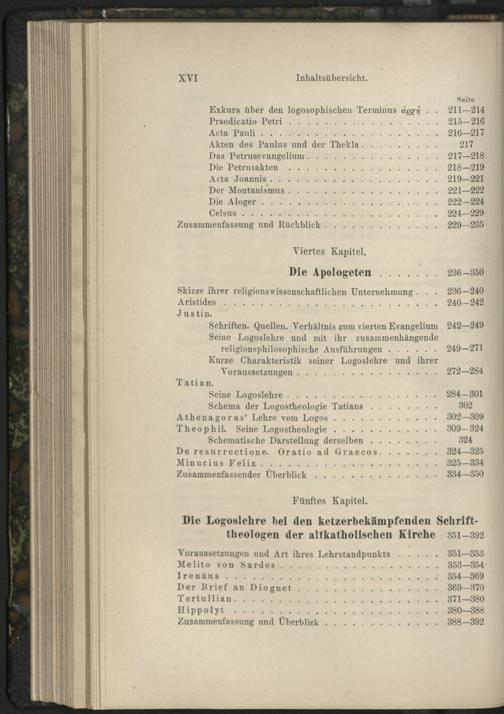 XVI Inhaltsübersicht.
Seite
Exkurs über den logosophischen Terminus ἀρχή . . 211—214
Praedicatio Petri . . . . . . . . . . . . . . . . 215—216
Acta Pauli . . . . . . . . . . . . . . . . . . . 216—217
Akten des Paulus und der Thekla . . . . . . . . . 217
Das Petrusevangelium . . . . . . . . . . . . . . 217—218
Die Petrusakten . . . . . . . . . . . . . . . . 218—219
Acta Joannis . . . . . . . . . . . . . . . . . . 219—221
Der Montanismus . . . . . . . . . . . . . . . . 221—222
Die Aloger . . . . . . . . . . . . . . . . . . . 222—224
Celsus . . . . . . . . . . . . . . . . . . . . . 224—229
Zusammenfassung und Rückblick . . . . . . . . . . 229—235
Viertes Kapitel.
Die Apologeten . . . . . . . 236—350
Skizze ihrer religionswissenschaftlichen Unternehmung . . . 236—240
Aristides . . . . . . . . . . . . . . . . . . . . 240—242
Justin.
Schriften. Quellen. Verhältnis zum vierten Evangelium 242—249
Seine Logoslehre und mit ihr zusammenhängende
religionsphilosophische Ausführungen . . . . . . 249—271
Kurze Charakteristik seiner Logoslehre und ihrer
Voraussetzungen . . . . . . . . . . . . . . . 272—284
Tatian.
Seine Logoslehre . . . . . . . . . . . . . . . . 284—301
Schema der Logostheologie Tatians . . . . . . . . 302
Athenagoras' Lehre vom Logos . . . . . . . . . . 302—309
Theophil. Seine Logostheologie . . . . . . . . . . 309—324
Schematische Darstellung derselben . . . . . . . . 324
De resurrectione. Oratio ad Graecos . . . . . . . 324—325
Minucius Felix . . . . . . . . . . . . . . . . . 325—334
Zusammenfassender Überblick . . . . . . . . . . . 334—350
Fünftes Kapitel.
Die Logoslehre bei den ketzerbekämpfenden Schrift-
theologen der altkatholischen Kirche 351—392
Voraussetzungen und Art ihres Lehrstandpunkts . . . . . 351—353
Melito von Sardes . . . . . . . . . . . . . . . . 353—354
Irenäus . . . . . . . . . . . . . . . . . . . . 354—369
Der Brief an Diognet . . . . . . . . . . . . . . 369—370
Tertullian . . . . . . . . . . . . . . . . . . . 371—380
Hippolyt . . . . . . . . . . . . . . . . . . . . 380—388
Zusammenfassung und Überblick . . . . . . . . . . 388—392